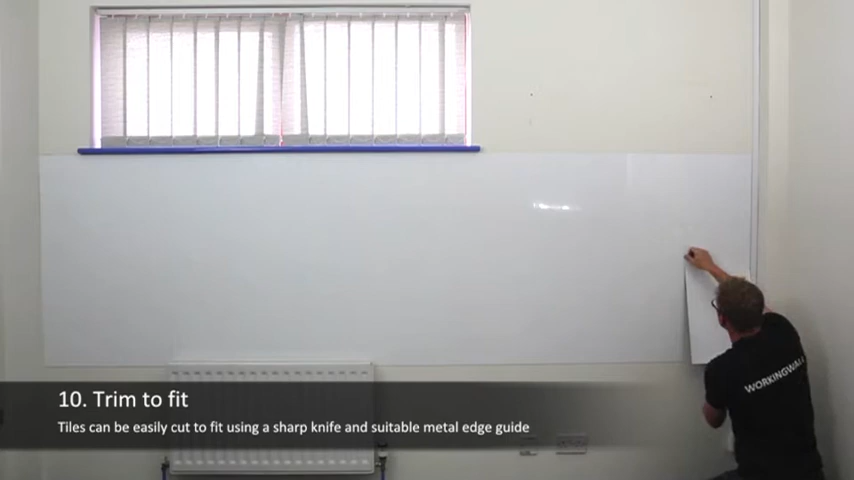 10. Trim to fit
Tiles can be easily cut to fit using a sharp knife and suitable metal edge guide
WORKINGWALL